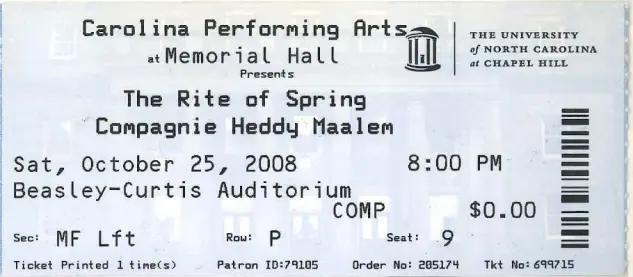 Carolina Performing Arts
at Memorial Hall
Presents
THE UNIVERSITY
of NORTH CAROLINA
at CHAPEL HILL
The Rite of Spring
Compagnie Heddy Maalem
Sat, October 25, 2008 8:00 PM
Beasley-Curtis Auditorium
COMP $0.00
Sec: MF Lft Row: P Seat: 9
Ticket Printed 1 time(s) Patron ID:79105 Order No: 205174 Tkt No: 699715